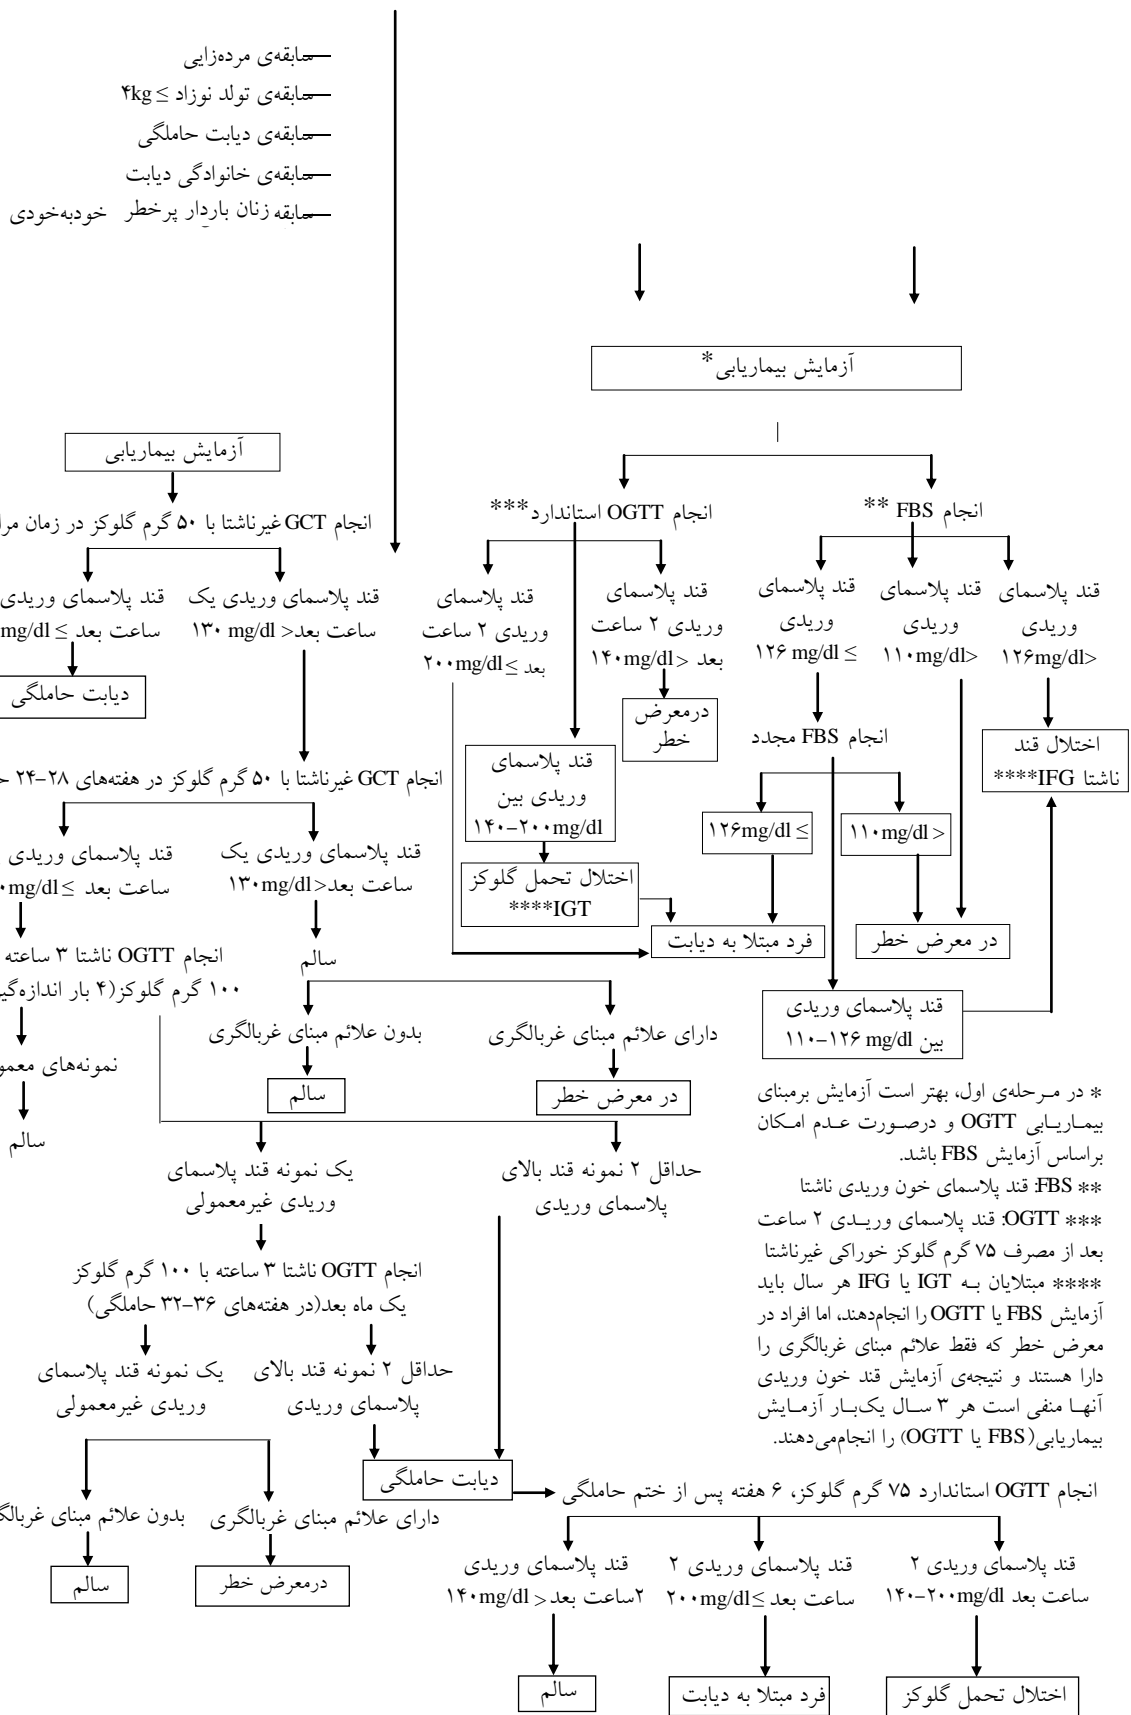 سابقه‌ی مرده‌زایی
سابقه‌ی تولد نوزاد ≥ ۴kg
سابقه‌ی دیابت حاملگی
سابقه‌ی خانوادگی دیابت
سابقه زنان باردار پرخطر خودبه‌خودی
آزمایش بیماریابی*
آزمایش بیماریابی
انجام FBS **
انجام OGTT استاندارد***
انجام GCT غیرناشتا با ۵۰ گرم گلوکز در زمان
قند پلاسمای
وریدی
۱۲۶mg/dl>
قند پلاسمای
وریدی
۱۱۰mg/dl>
قند پلاسمای
وریدی
۱۲۶ mg/dl ≤
قند پلاسمای
وریدی ۲ ساعت
بعد < ۱۴۰mg/dl
قند پلاسمای
وریدی ۲ ساعت
بعد ≥ ۲۰۰mg/dl
قند پلاسمای وریدی یک
ساعت بعد< ۱۳۰ mg/dl
قند پلاسمای وریدی
ساعت بعد ≥ mg/dl
دیابت حاملگی
درمعرض
خطر
انجام FBS مجدد
اختلال قند
ناشتا IFG****
قند پلاسمای
وریدی بین
۱۴۰–۲۰۰mg/dl
انجام GCT غیرناشتا با ۵۰ گرم گلوکز در هفته‌های ۲۸–۲۴
۱۲۶mg/dl ≤
۱۱۰mg/dl >
قند پلاسمای وریدی یک
ساعت بعد< ۱۳۰mg/dl
قند پلاسمای وریدی
ساعت بعد ≥ mg/dl
اختلال تحمل گلوکز
****IGT
فرد مبتلا به دیابت
در معرض خطر
سالم
انجام OGTT ناشتا ۳ ساعته
۱۰۰ گرم گلوکز(۴ بار
قند پلاسمای وریدی
بین ۱۱۰–۱۲۶ mg/dl
دارای علائم مبنای غربالگری
بدون علائم مبنای غربالگری
نمونه‌های
در معرض خطر
سالم
سالم
* در مـرحله‌ی اول، بهتر است آزمایش برمبنای
بیمـاریـابی OGTT و درصـورت عـدم امـکان
براساس آزمایش FBS باشد.
** FBS: قند پلاسمای خون وریدی ناشتا
*** OGTT: قند پلاسمای وریـدی ۲ ساعت
بعد از مصرف ۷۵ گرم گلوکز خوراکی غیرناشتا
**** مبتلایان بـه IGT یا IFG هر سال باید
آزمایش FBS یا OGTT را انجام‌دهند، اما افراد در
معرض خطر که فقط علائم مبنای غربالگری را
دارا هستند و نتیجه‌ی آزمایش قند خون وریدی
آنهـا منفی است هر ۳ سـال یک‌بـار آزمـایش
بیماریابی(FBS یا OGTT) را انجام‌می‌دهند.
حداقل ۲ نمونه قند بالای
پلاسمای وریدی
یک نمونه قند پلاسمای
وریدی غیرمعمولی
انجام OGTT ناشتا ۳ ساعته با ۱۰۰ گرم گلوکز
یک ماه بعد(در هفته‌های ۳۶–۳۲ حاملگی)
حداقل ۲ نمونه قند بالای
پلاسمای وریدی
یک نمونه قند پلاسمای
وریدی غیرمعمولی
دیابت حاملگی
انجام OGTT استاندارد ۷۵ گرم گلوکز، ۶ هفته پس از ختم حاملگی
دارای علائم مبنای غربالگری
بدون علائم مبنای
درمعرض خطر
سالم
قند پلاسمای وریدی ۲
ساعت بعد ۱۴۰–۲۰۰mg/dl
قند پلاسمای وریدی ۲
ساعت بعد ≥ ۲۰۰mg/dl
قند پلاسمای وریدی
۲ساعت بعد < ۱۴۰mg/dl
اختلال تحمل گلوکز
فرد مبتلا به دیابت
سالم